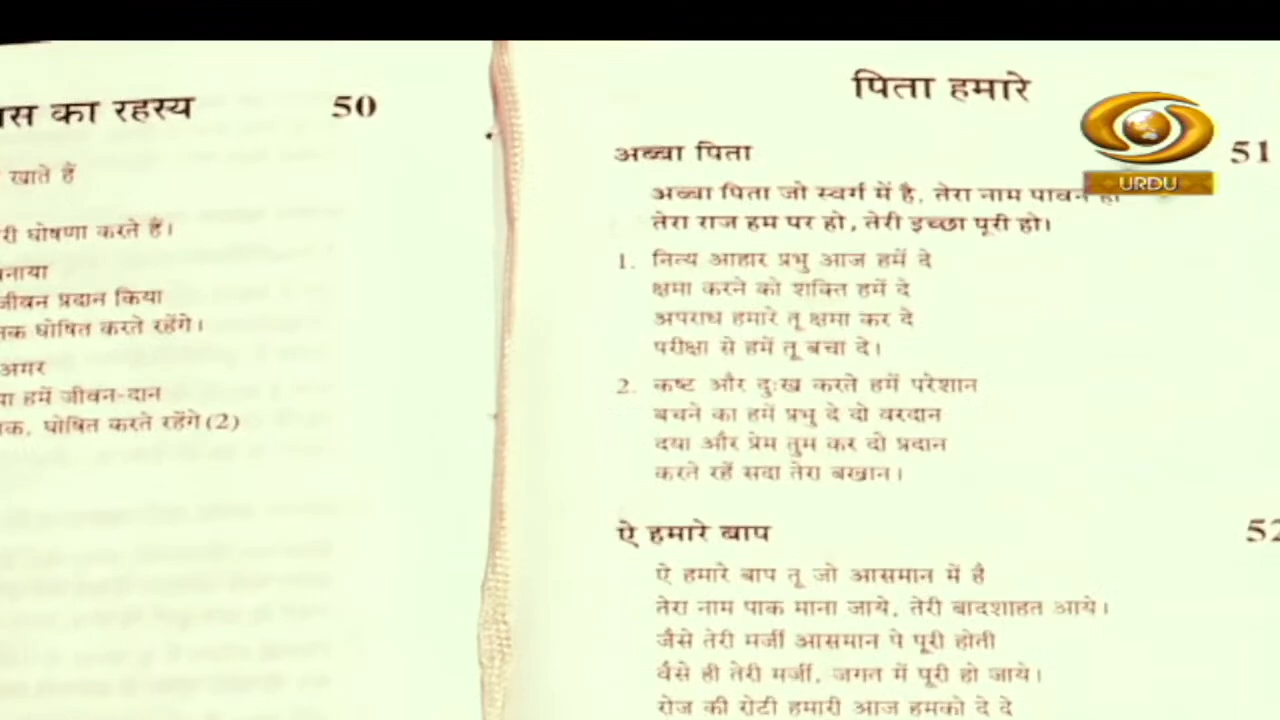 का रहस्य 50
खाते हैं
घोषणा करते हैं।
जीवन प्रदान किया
घोषित करते रहेंगे।
हमें जीवन-दान
घोषित करते रहेंगे (2)
पिता हमारे
अब्बा पिता 51
अब्बा पिता जो स्वर्ग में है, तेरा नाम पावन हो
तेरा राज हम पर हो, तेरी इच्छा पूरी हो।
1. नित्य आहार प्रभु आज हमें दे
क्षमा करने को शक्ति हमें दे
अपराध हमारे तू क्षमा कर दे
परीक्षा से हमें तू बचा दे।
2. कष्ट और दुःख करते हमें परेशान
बचने का हमें प्रभु दे दो वरदान
दया और प्रेम तुम कर दो प्रदान
करते रहें सदा तेरा बखान।
ऐ हमारे बाप 52
ऐ हमारे बाप तू जो आसमान में है
तेरा नाम पाक माना जाये, तेरी बादशाहत आये।
जैसे तेरी मर्जी आसमान पे पूरी होती
वैसे ही तेरी मर्जी, जगत में पूरी हो जाये।
रोज की रोटी हमारी आज हमको दे दे
URDU